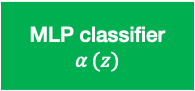 MLP classifier
𝛼 (𝑧)